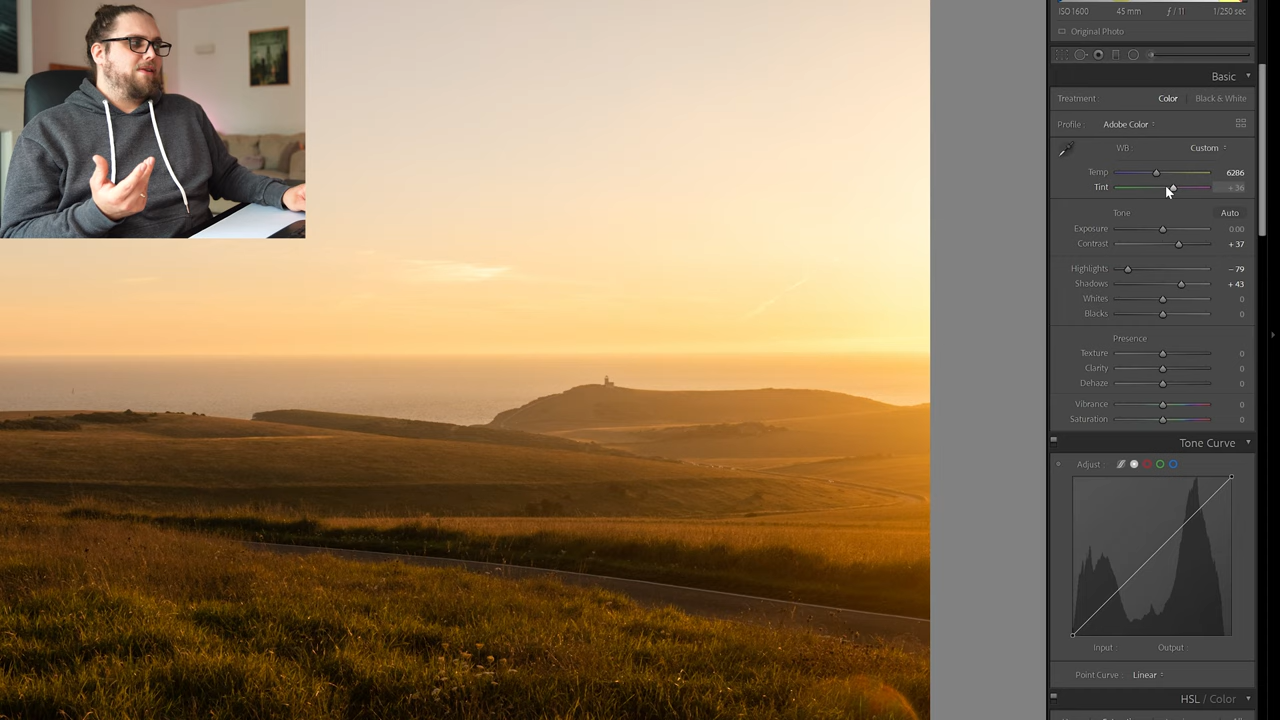 ISO 1600 45 mm ƒ / 11 1/250 sec
Original Photo
Basic
Treatment : Color Black & White
Profile : Adobe Color
WB : Custom
Temp 6286
Tint + 36
Tone Auto
Exposure 0.00
Contrast + 37
Highlights − 79
Shadows + 43
Whites 0
Blacks 0
Presence
Texture 0
Clarity 0
Dehaze 0
Vibrance 0
Saturation 0
Tone Curve
Adjust :
Input : Output :
Point Curve : Linear
HSL / Color